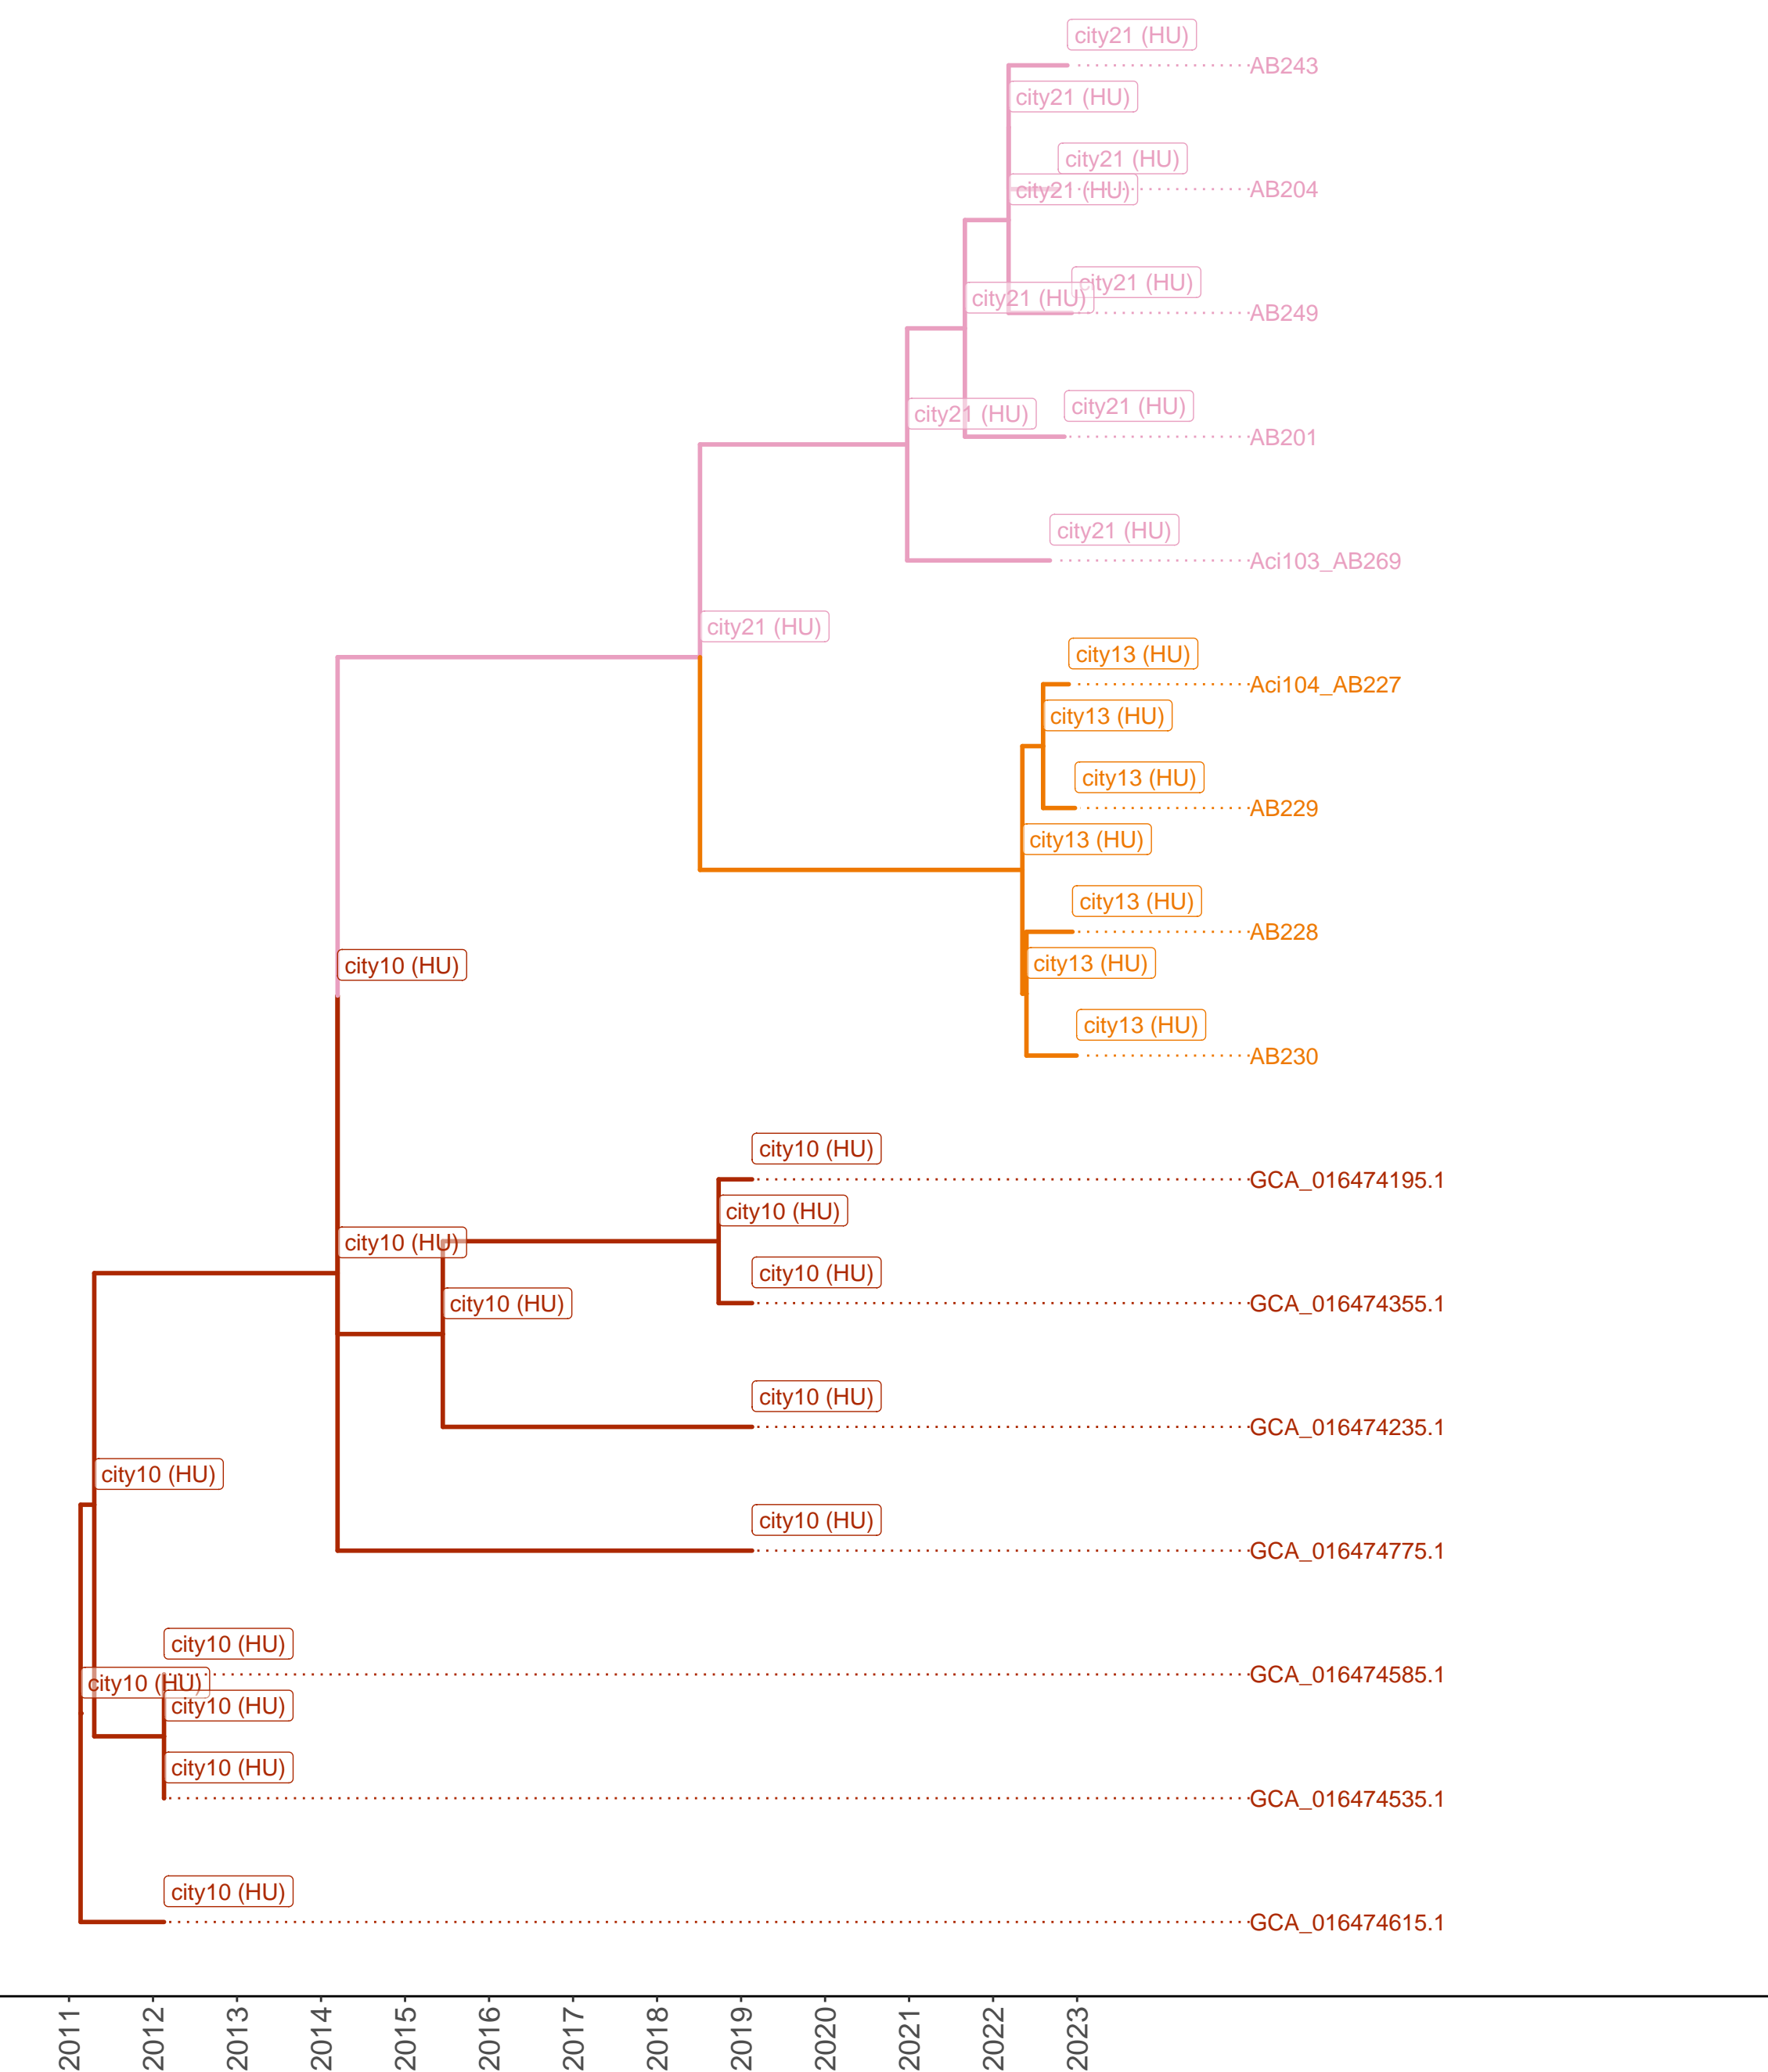 city21 (HU)
AB243
city21 (HU)
city21 (HU)
AB204
city21 (HU)
city21 (HU)
city21 (HU)
AB249
city21 (HU)
city21 (HU)
AB201
city21 (HU)
Aci103_AB269
city21 (HU)
city13 (HU)
Aci104_AB227
city13 (HU)
city13 (HU)
AB229
city13 (HU)
city13 (HU)
AB228
city10 (HU)
city13 (HU)
city13 (HU)
AB230
city10 (HU)
GCA_016474195.1
city10 (HU)
city10 (HU)
city10 (HU)
GCA_016474355.1
city10 (HU)
city10 (HU)
GCA_016474235.1
city10 (HU)
city10 (HU)
GCA_016474775.1
city10 (HU)
GCA_016474585.1
city10 (HU)
city10 (HU)
city10 (HU)
GCA_016474535.1
city10 (HU)
GCA_016474615.1
2011
2012
2013
2014
2015
2016
2017
2018
2019
2020
2021
2022
2023